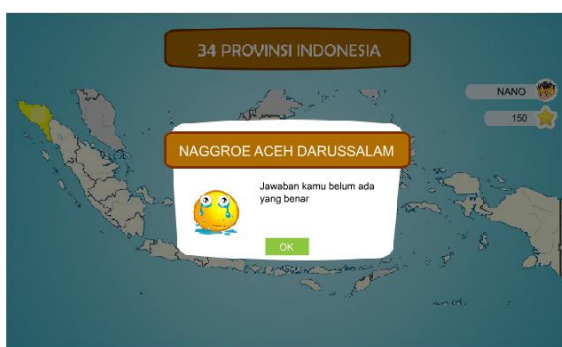 34 PROVINSI INDONESIA
NANO
150
NAGGROE ACEH DARUSSALAM
Jawaban kamu belum ada
yang benar
OK